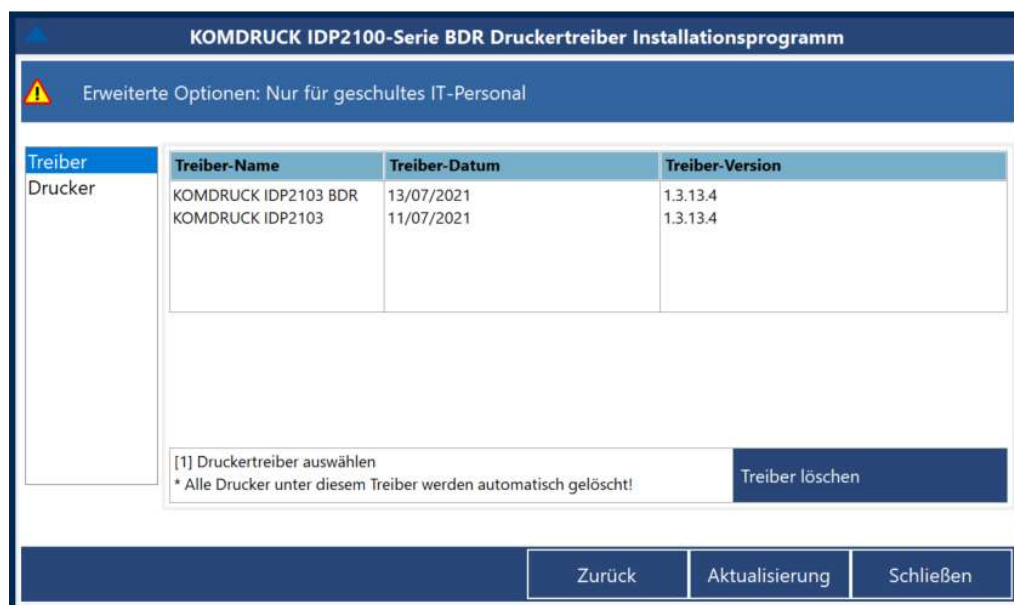 KOMDRUCK IDP2100-Serie BDR Druckertreiber Installationsprogramm
Erweiterte Optionen: Nur für geschultes IT-Personal
Treiber
Drucker
Treiber-Name Treiber-Datum Treiber-Version
KOMDRUCK IDP2103 BDR 13/07/2021 1.3.13.4
KOMDRUCK IDP2103 11/07/2021 1.3.13.4
[1] Druckertreiber auswählen
* Alle Drucker unter diesem Treiber werden automatisch gelöscht!
Treiber löschen
Zurück Aktualisierung Schließen